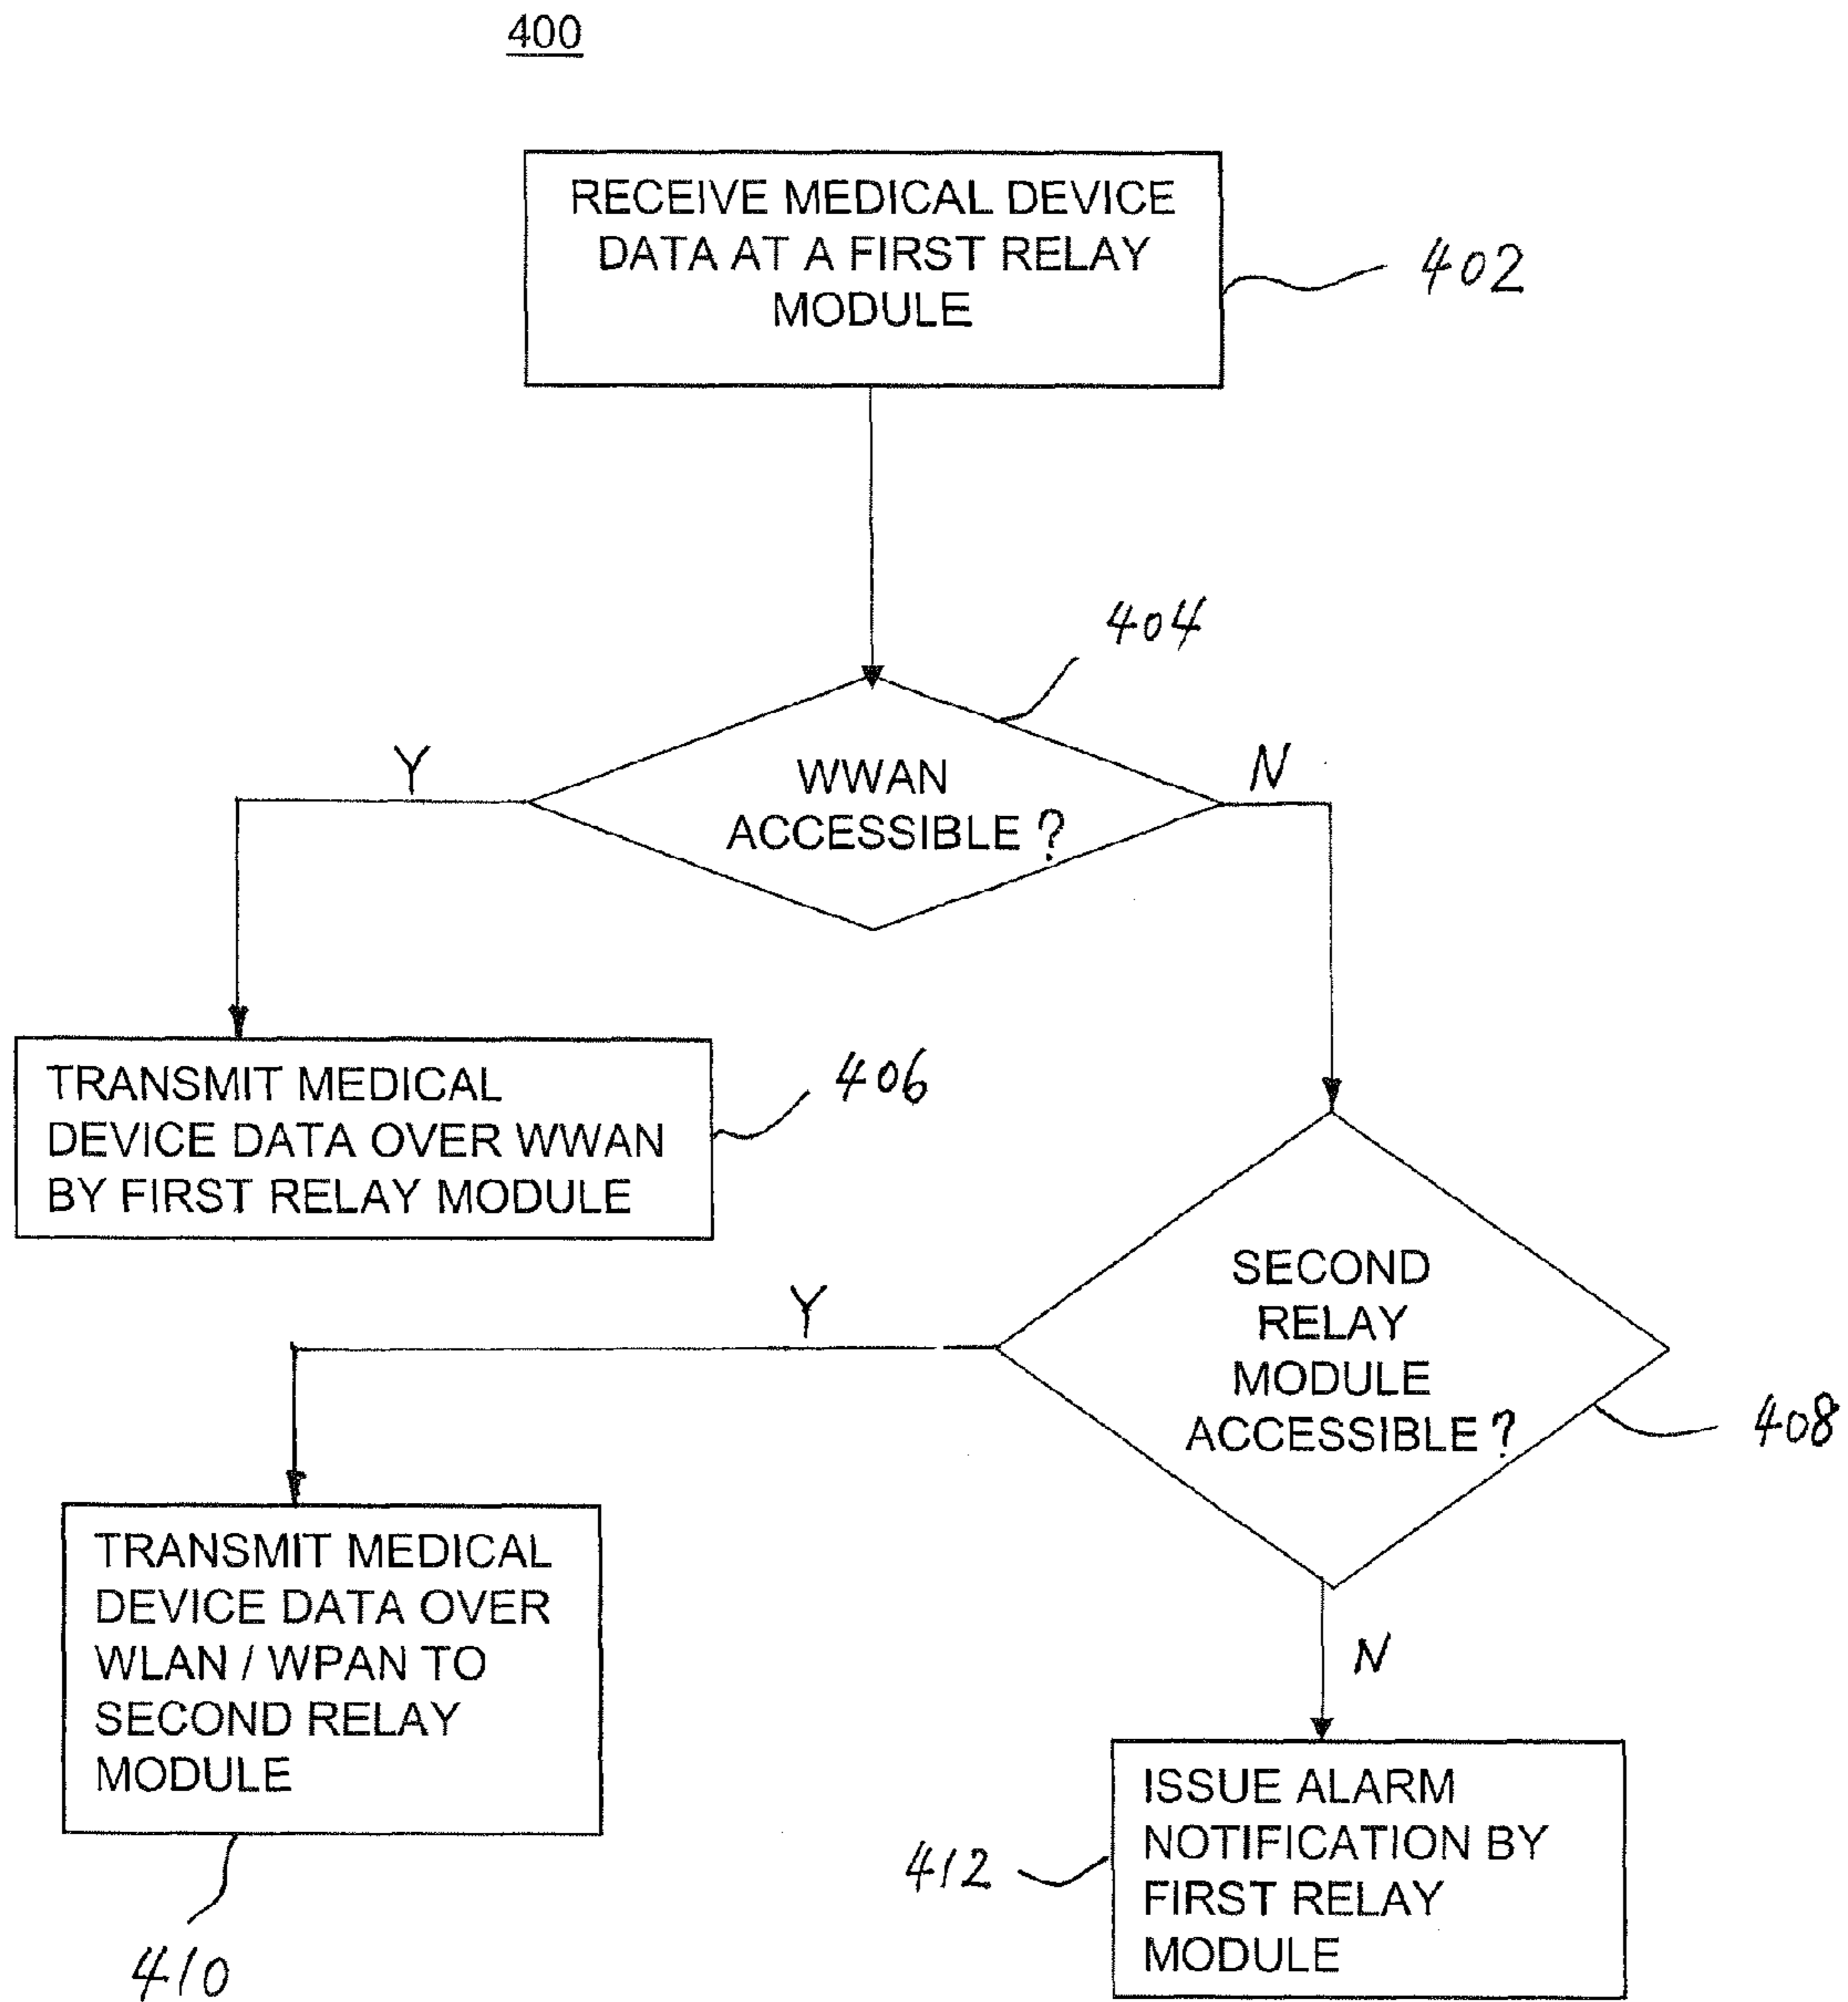 400
RECEIVE MEDICAL DEVICE
DATA AT A FIRST RELAY
MODULE
402
404
Y
WWAN
ACCESSIBLE?
N
TRANSMIT MEDICAL
DEVICE DATA OVER WWAN
BY FIRST RELAY MODULE
406
Y
SECOND
RELAY
MODULE
ACCESSIBLE?
408
TRANSMIT MEDICAL
DEVICE DATA OVER
WLAN / WPAN TO
SECOND RELAY
MODULE
410
N
ISSUE ALARM
NOTIFICATION BY
FIRST RELAY
MODULE
412